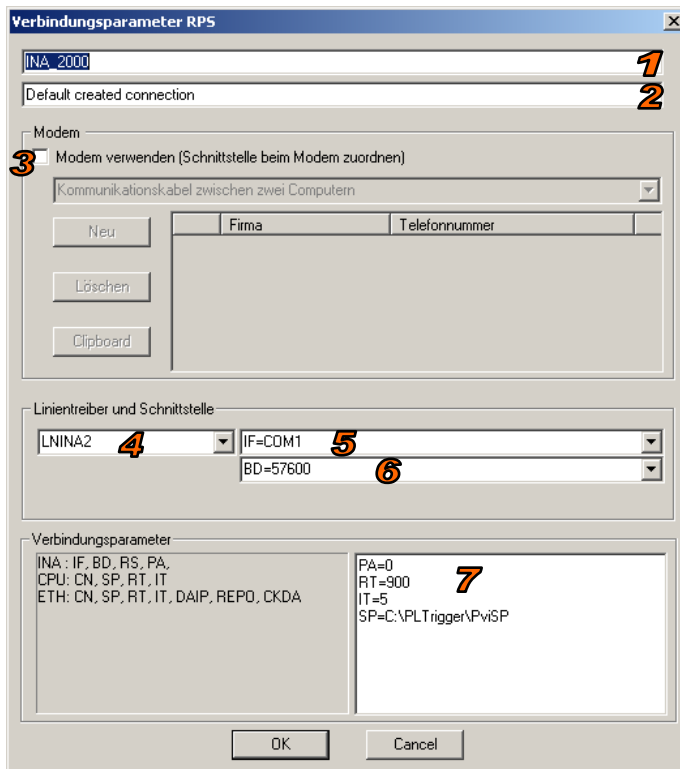 Verbindungsparameter RPS
INA_2000 1
Default created connection 2
Modem
3 Modem verwenden (Schnittstelle beim Modem zuordnen)
Kommunikationskabel zwischen zwei Computern
Neu
Firma Telefonnummer
Löschen
Clipboard
Linientreiber und Schnittstelle
LNINA2 4 IF=COM1 5
BD=57600 6
Verbindungsparameter
INA : IF, BD, RS, PA,
CPU: CN, SP, RT, IT
ETH: CN, SP, RT, IT, DAIP, REPO, CKDA
PA=0
RT=900 7
IT=5
SP=C:\PLTrigger\PviSP
OK Cancel